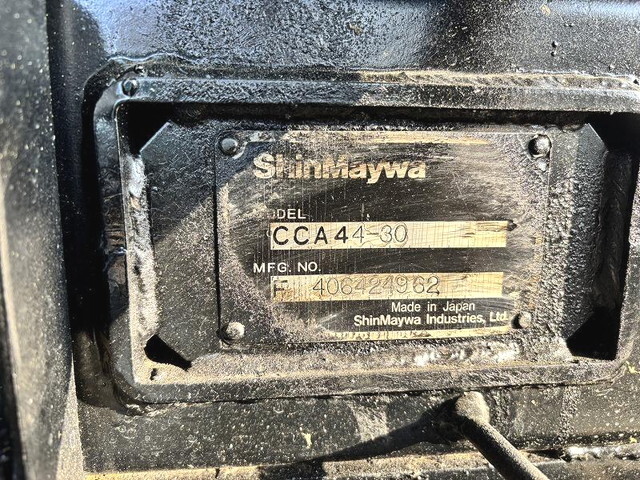 ShinMaywa
MODEL
CCA44-30
MFG. NO.
F 406424962
Made in Japan
ShinMaywa Industries, Ltd.